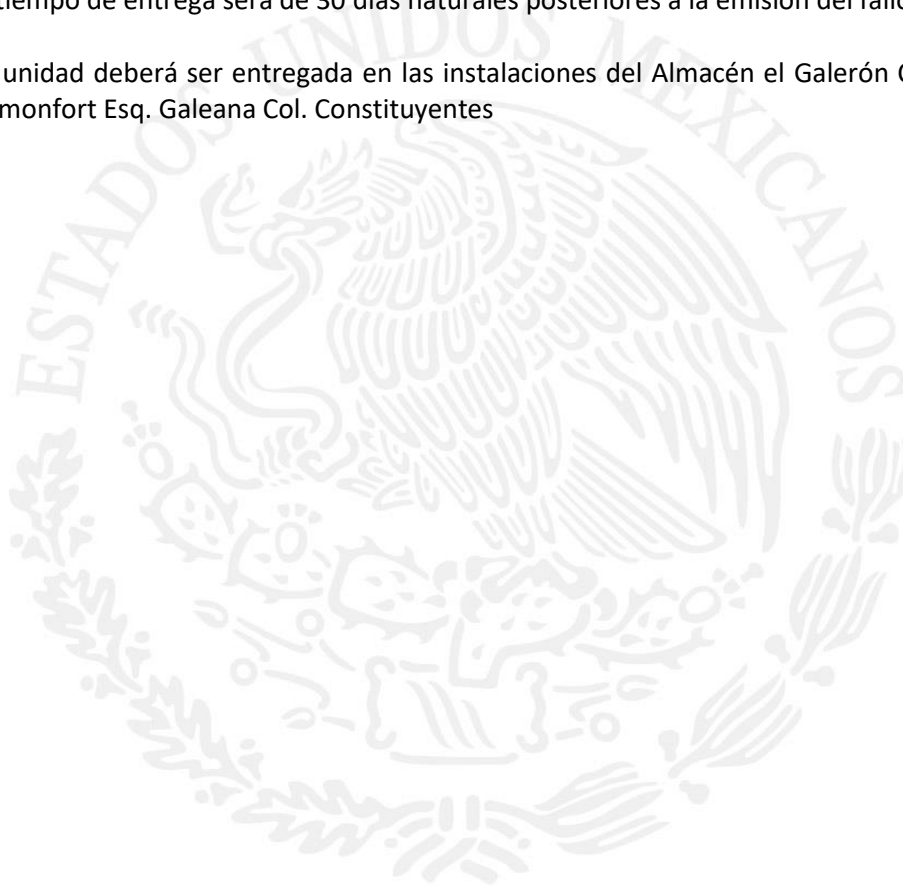 tiempo de entrega será de 30 días naturales posteriores a la emisión del fallo
unidad deberá ser entregada en las instalaciones del Almacén el Galerón
monfort Esq. Galeana Col. Constituyentes
ESTADOS UNIDOS MEXICANOS